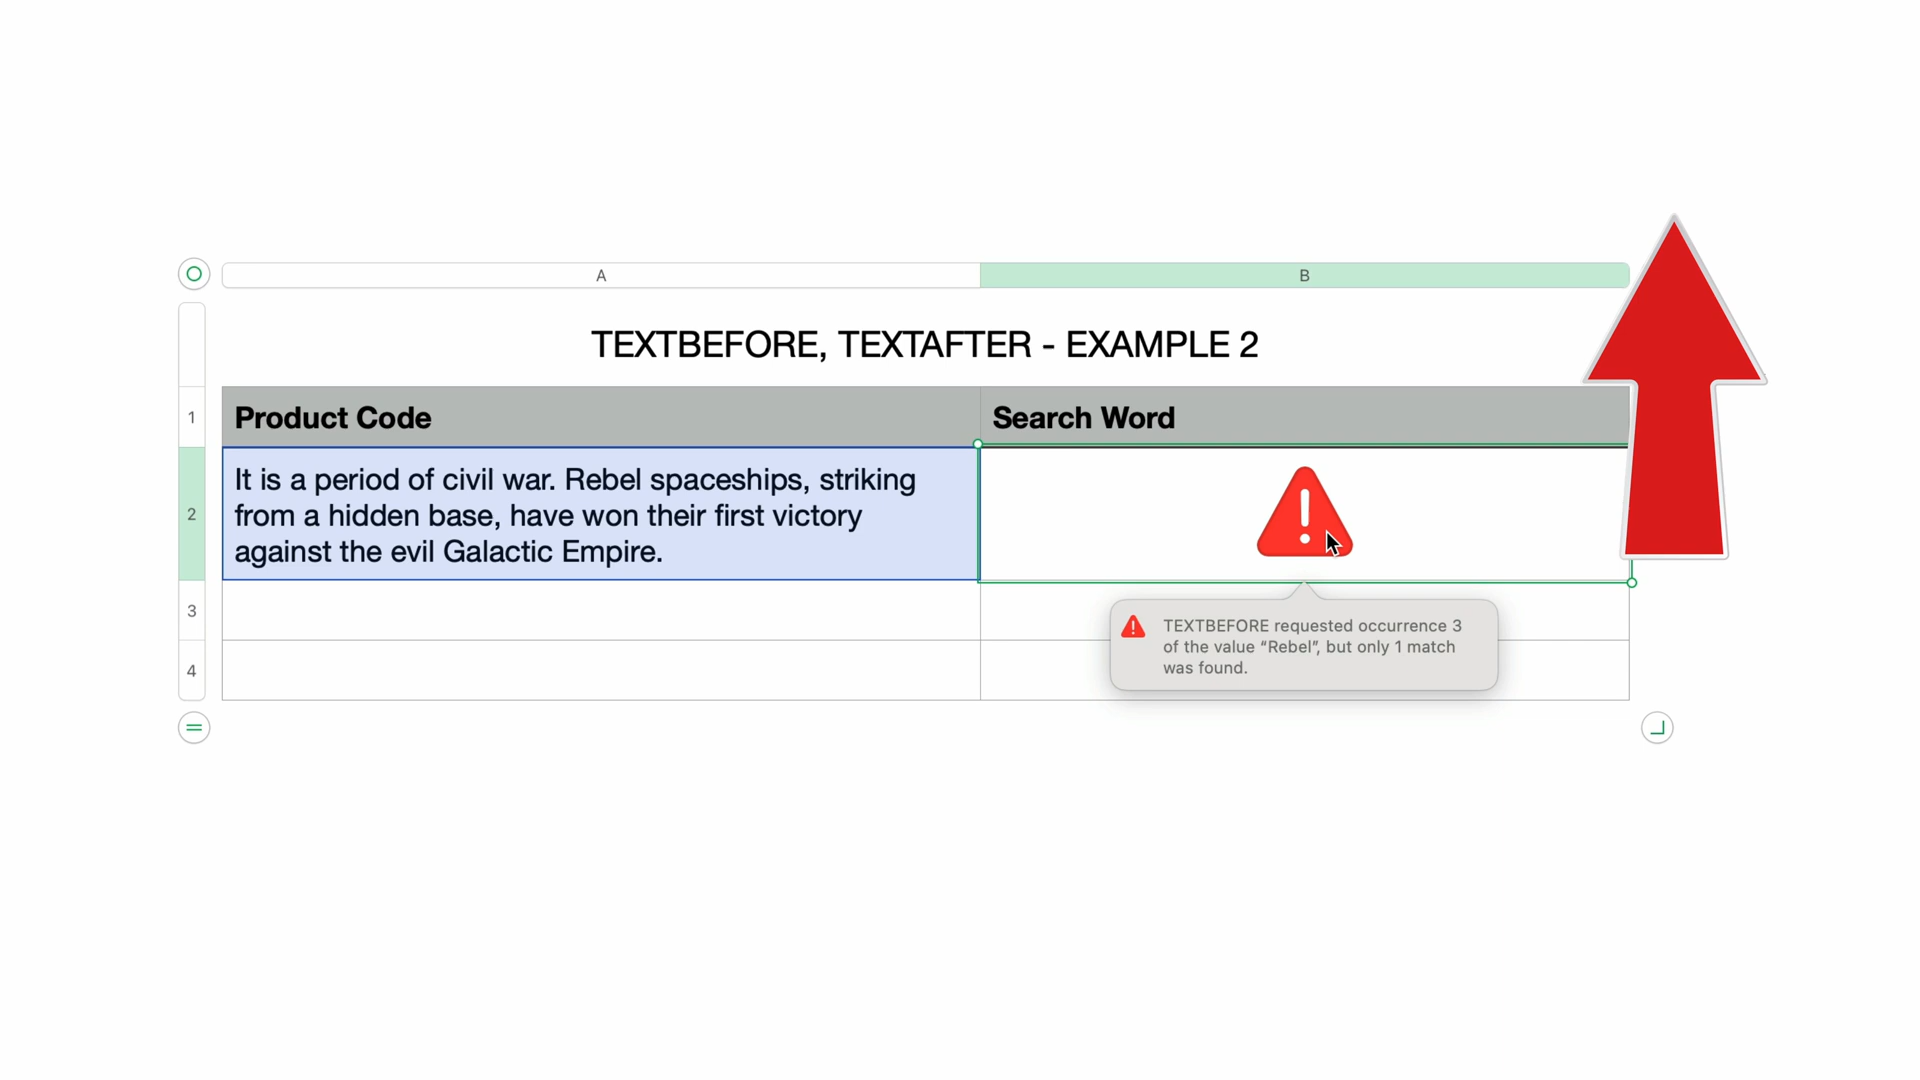 A
B
TEXTBEFORE, TEXTAFTER - EXAMPLE 2
1
Product Code
Search Word
2
It is a period of civil war. Rebel spaceships, striking
from a hidden base, have won their first victory
against the evil Galactic Empire.
3
TEXTBEFORE requested occurrence 3
of the value “Rebel”, but only 1 match
was found.
4